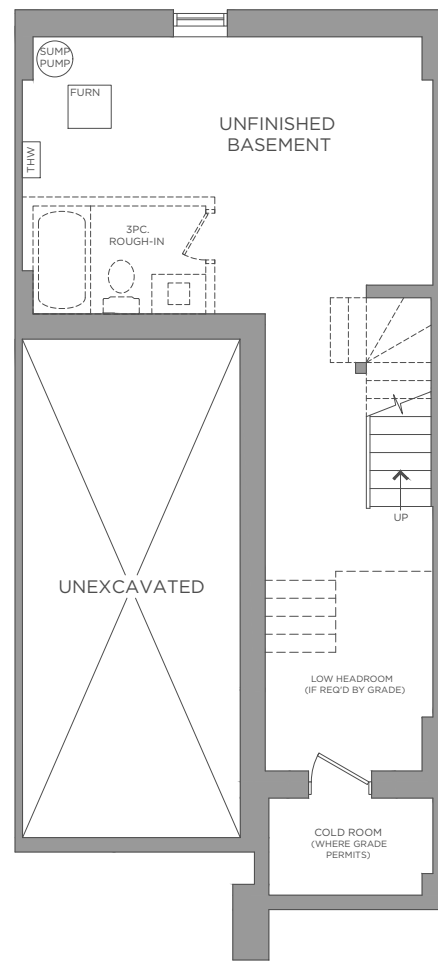 SUMP
PUMP
FURN
UNFINISHED
BASEMENT
THW
3PC.
ROUGH-IN
UP
UNEXCAVATED
LOW HEADROOM
(IF REQ'D BY GRADE)
COLD ROOM
(WHERE GRADE
PERMITS)